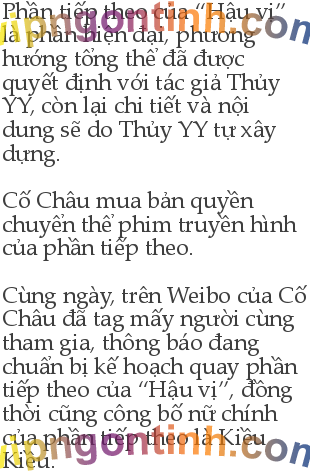 Phần tiếp theo của “Hậu vị”
là phần hiện đại, phương
hướng tổng thể đã được
quyết định với tác giả Thủy
YY, còn lại chi tiết và nội
dung sẽ do Thủy YY tự xây
dựng.
Cố Châu mua bản quyền
chuyển thể phim truyền hình
của phần tiếp theo.
Cùng ngày, trên Weibo của Cố
Châu đã tag mấy người cùng
tham gia, thông báo đang
chuẩn bị kế hoạch quay phần
tiếp theo của “Hậu vị”, đồng
thời cũng công bố nữ chính
của phần tiếp theo là Kiều
Kiều.
vipngontinh.com
vipngontinh.com